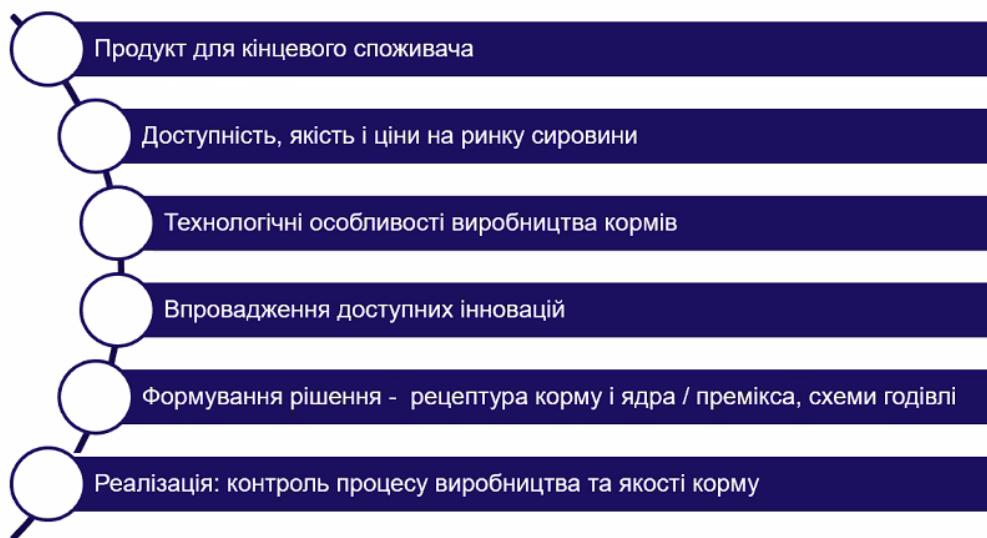 Продукт для кінцевого споживача
Доступність, якість і ціни на ринку сировини
Технологічні особливості виробництва кормів
Впровадження доступних інновацій
Формування рішення - рецептура корму і ядра / премікса, схеми годівлі
Реалізація: контроль процесу виробництва та якості корму